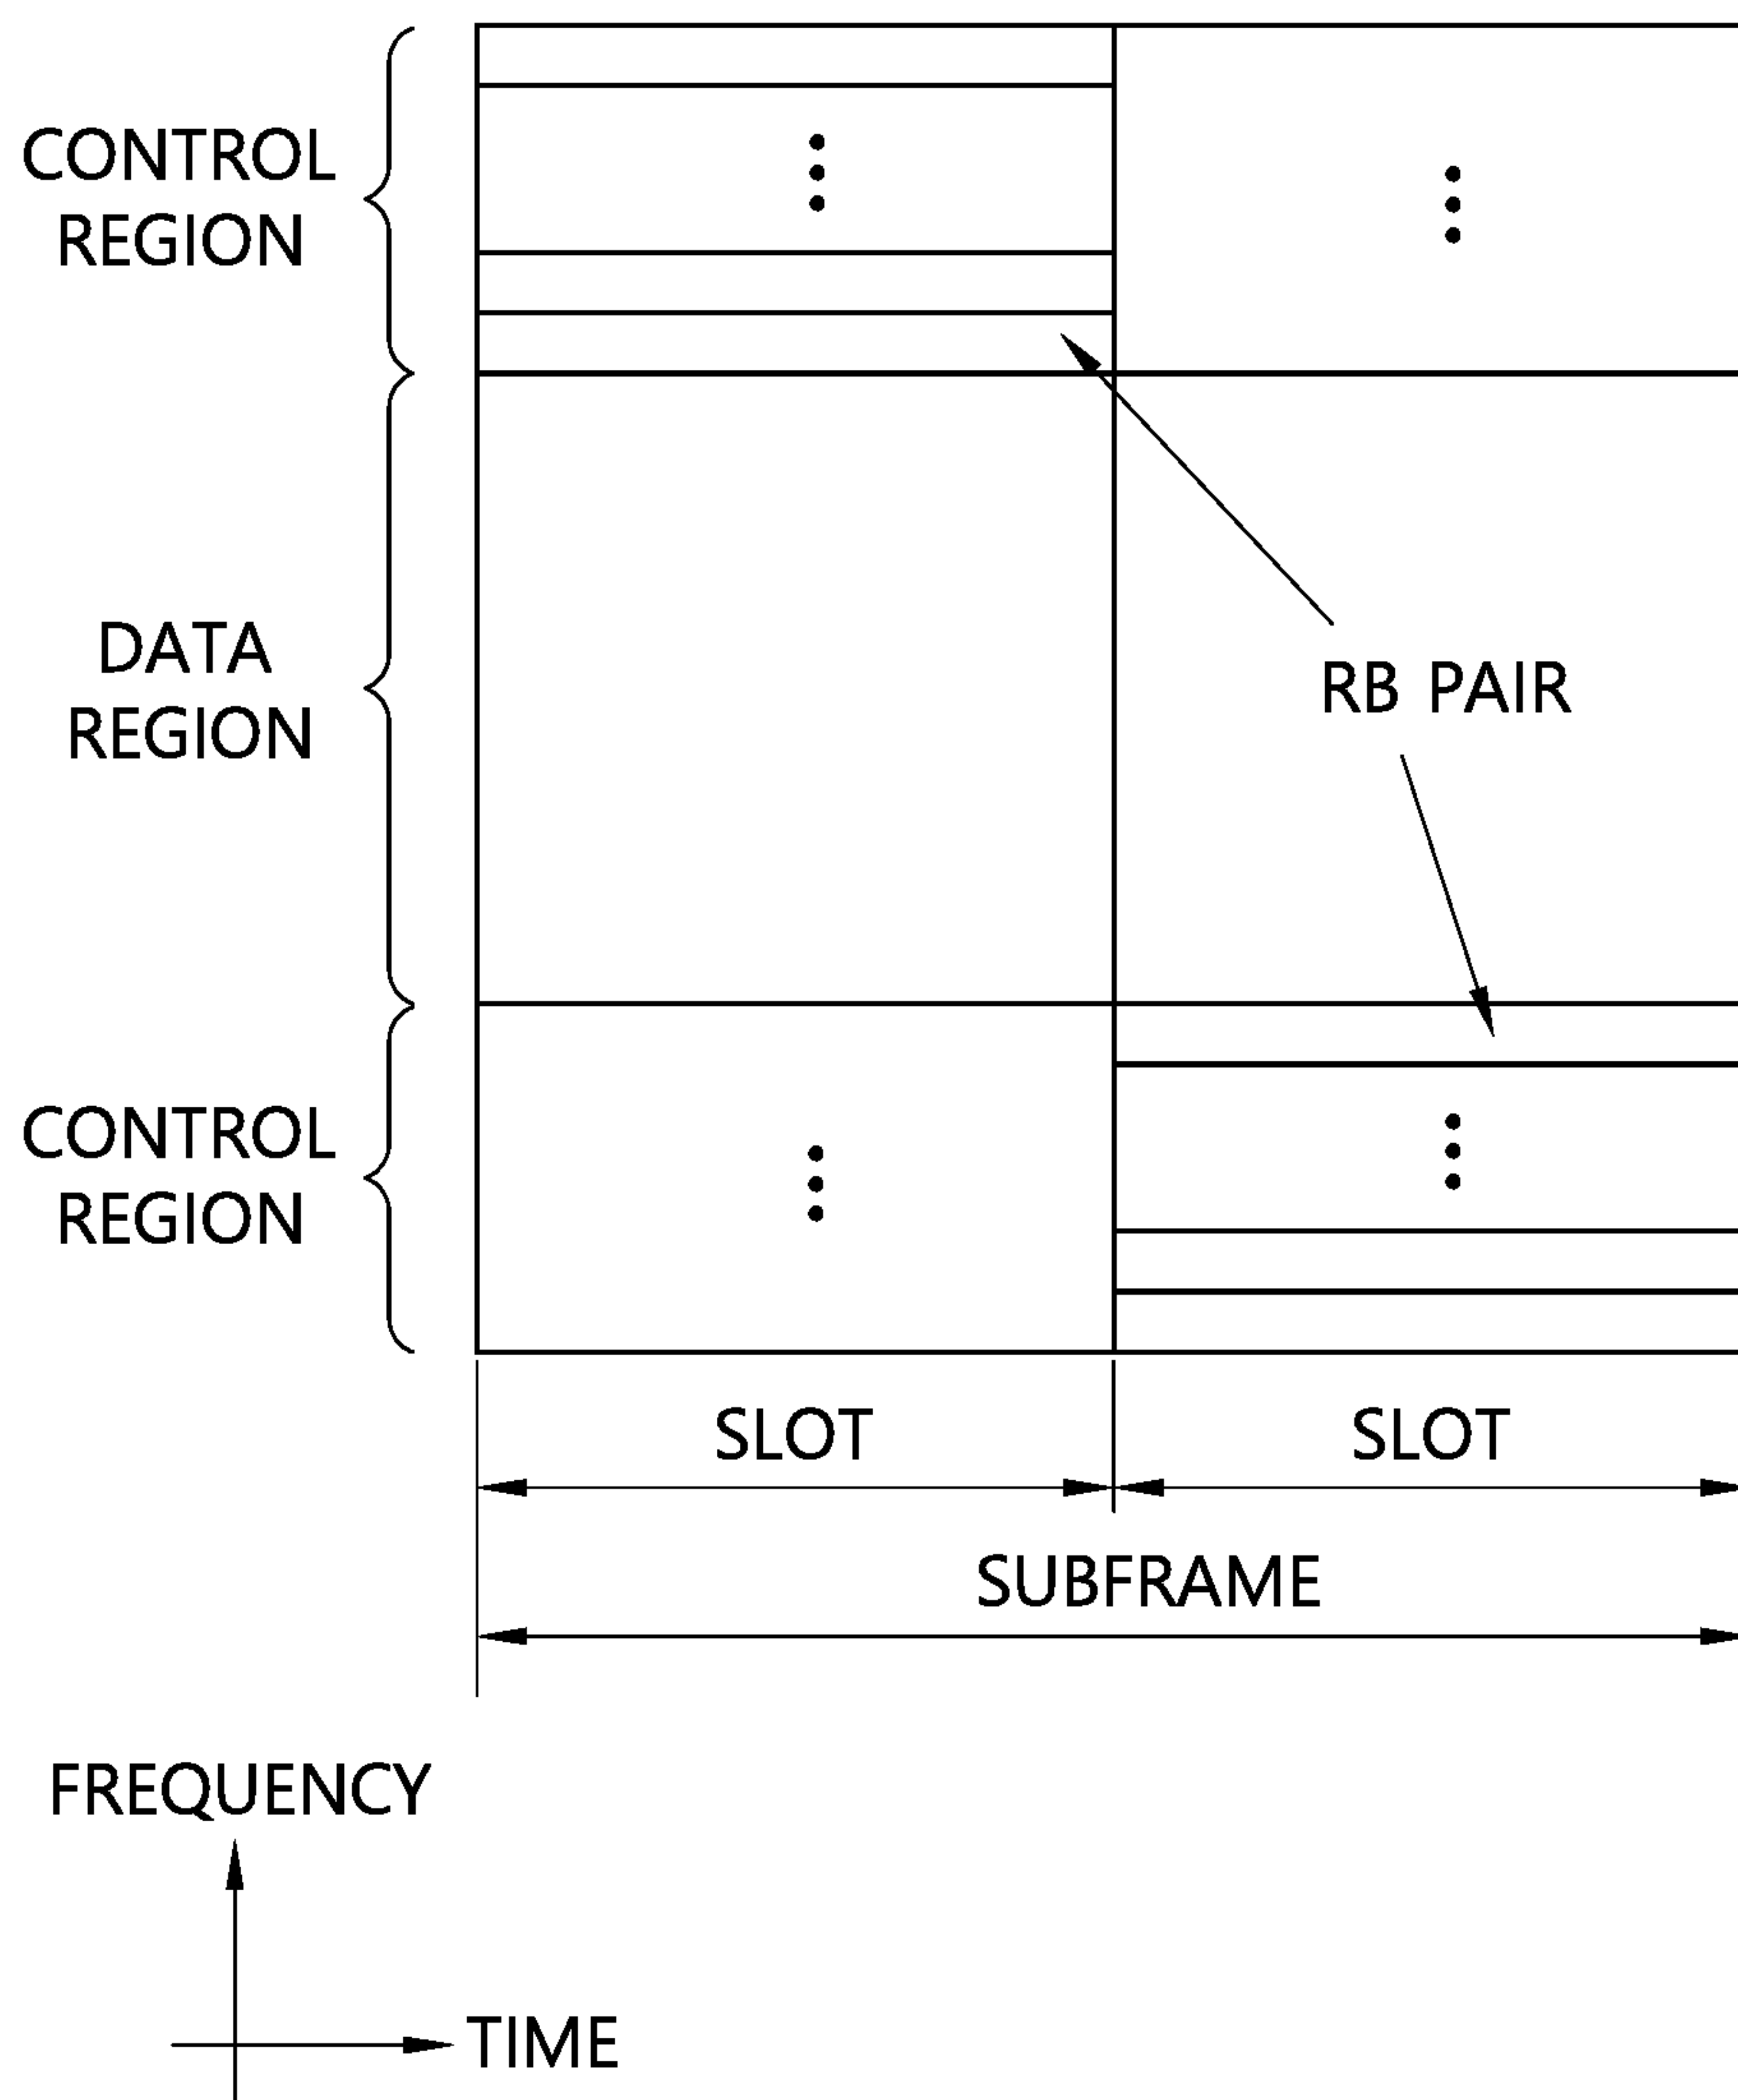 CONTROL
REGION
DATA
REGION
RB PAIR
CONTROL
REGION
SLOT
SLOT
SUBFRAME
FREQUENCY
TIME